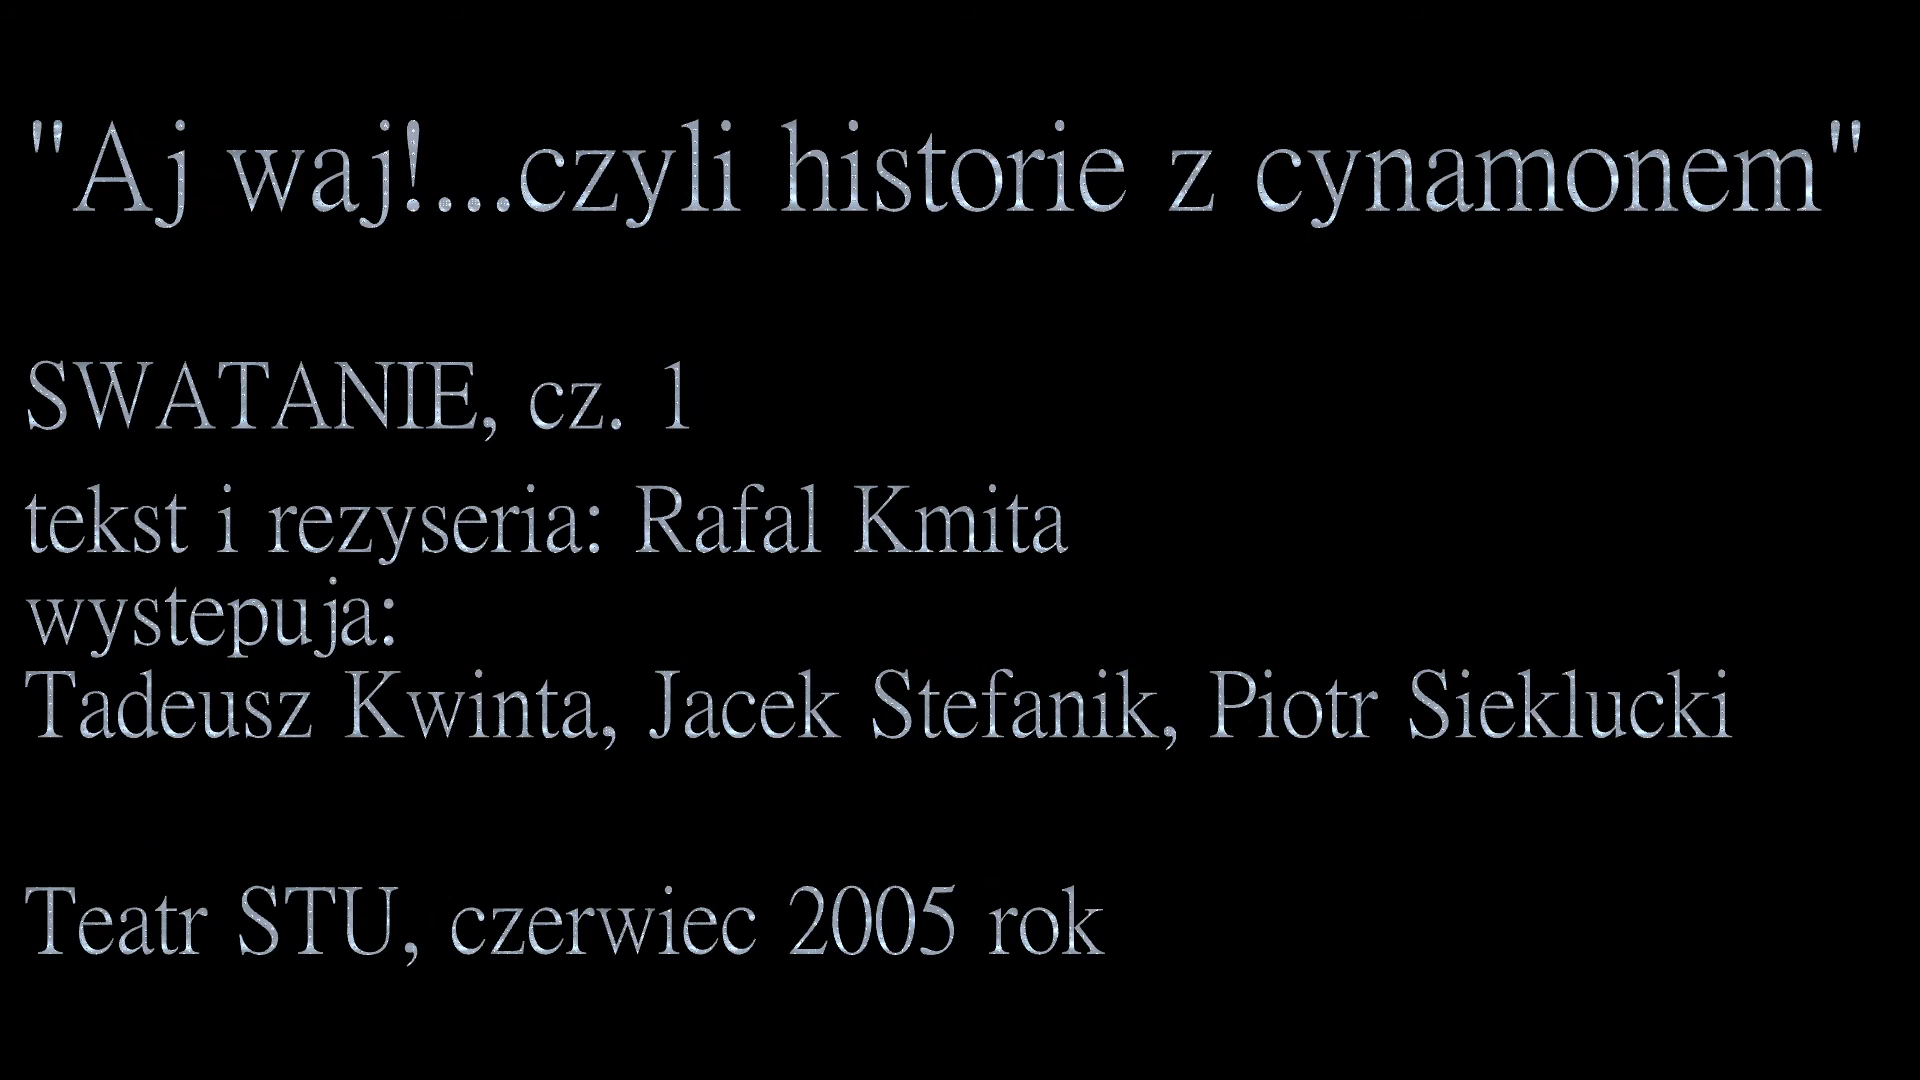 "Aj waj!...czyli historie z cynamonem"
SWATANIE, cz. 1
tekst i rezyseria: Rafal Kmita
wystepuja:
Tadeusz Kwinta, Jacek Stefanik, Piotr Sieklucki
Teatr STU, czerwiec 2005 rok